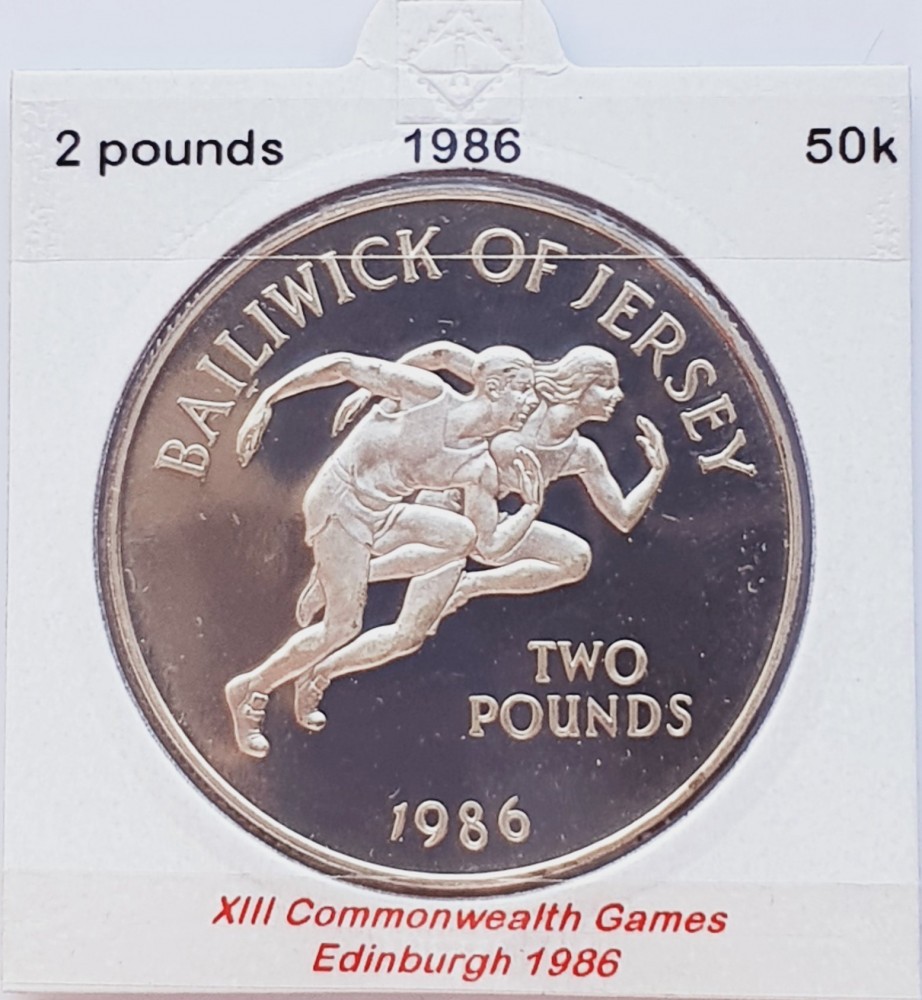 2 pounds 1986 50k
BAILIWICK OF JERSEY
TWO
POUNDS
1986
XIII Commonwealth Games
Edinburgh 1986